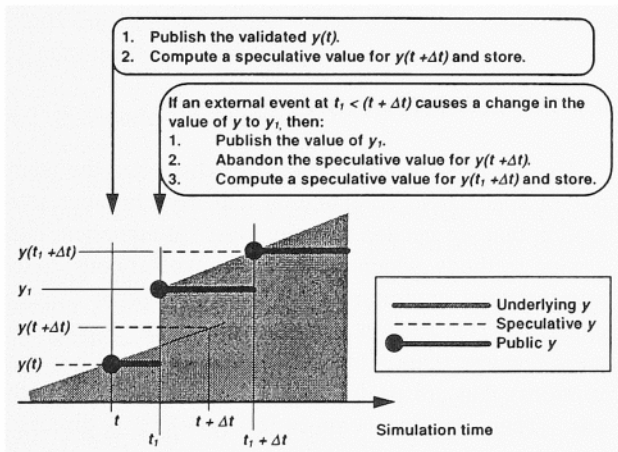 1. Publish the validated y(t).
2. Compute a speculative value for y(t +Δt) and store.
If an external event at t₁ < (t + Δt) causes a change in the
value of y to y₁, then:
1. Publish the value of y₁.
2. Abandon the speculative value for y(t+Δt).
3. Compute a speculative value for y(t₁ +Δt) and store.
y(t₁ +Δt)
y₁
y(t +Δt)
y(t)
Underlying y
Speculative y
Public y
t
t₁
t + Δt
t₁ + Δt
Simulation time